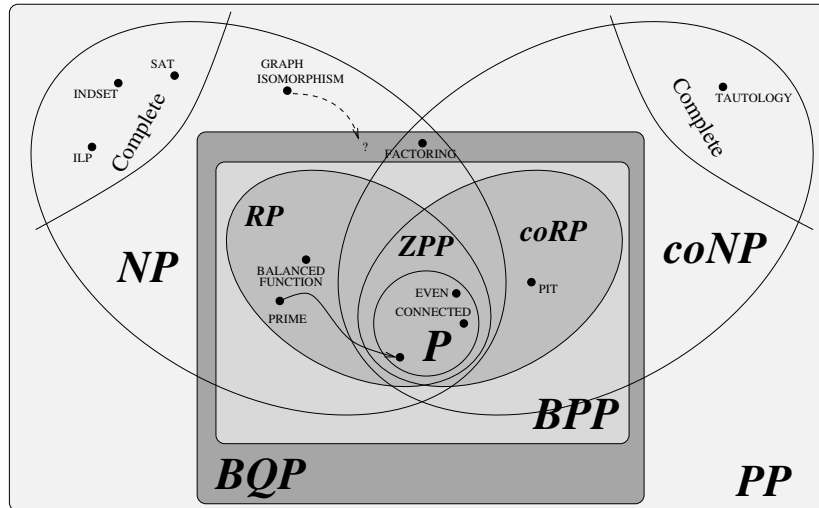 SAT
GRAPH
ISOMORPHISM
INDSET
TAUTOLOGY
Complete
Complete
ILP
?
FACTORING
RP
ZPP
coRP
NP
coNP
BALANCED
FUNCTION
EVEN
PIT
CONNECTED
PRIME
P
BPP
BQP
PP